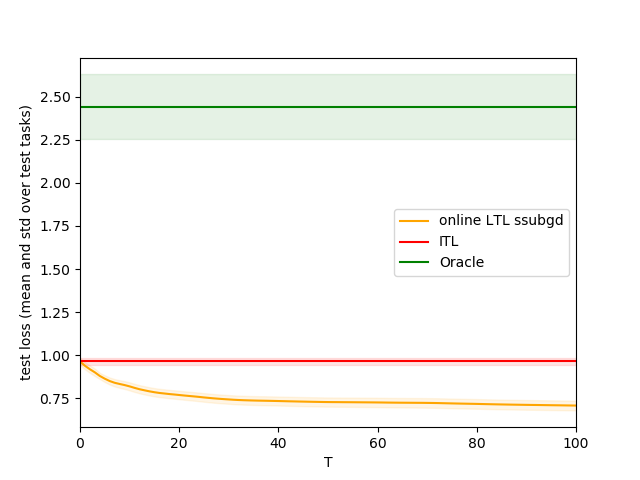 test loss (mean and std over test tasks)
2.50
2.25
2.00
1.75
1.50
1.25
1.00
0.75
online LTL ssubgd
ITL
Oracle
0 20 40 60 80 100
T